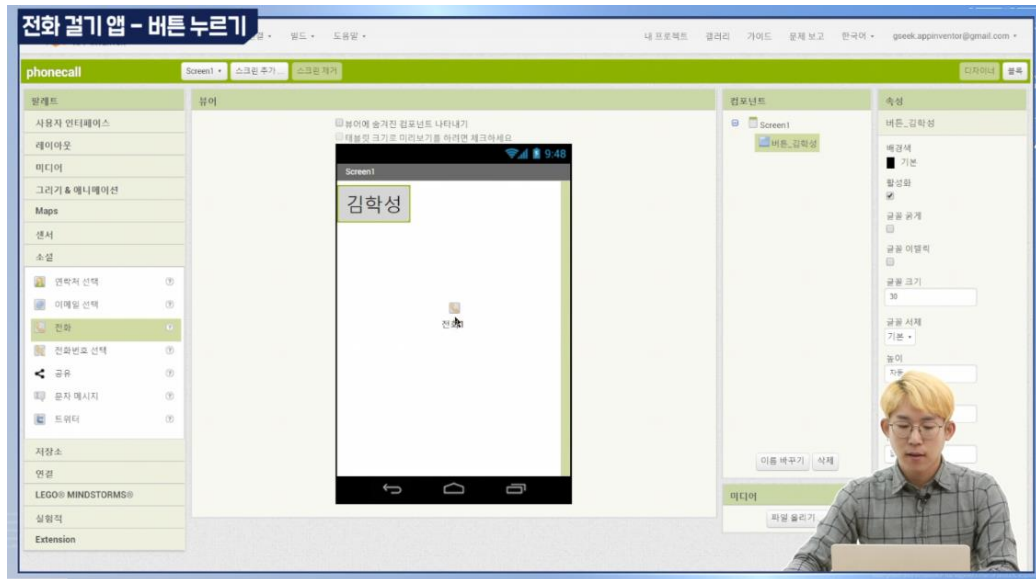 전화 걸기 앱 - 버튼 누르기
빌드 도움말
내 프로젝트 갤러리 가이드 문제 보고 한국어 gseek.appinventor@gmail.com
phonecall
Screen1 스크린 추가... 스크린 제거
디자이너 블록
팔레트
사용자 인터페이스
레이아웃
미디어
그리기 & 애니메이션
Maps
센서
소셜
연락처 선택
이메일 선택
전화
전화번호 선택
공유
문자 메시지
트위터
저장소
연결
LEGO® MINDSTORMS®
실험적
Extension
뷰어
뷰어에 숨겨진 컴포넌트 나타내기
태블릿 크기로 미리보기를 하려면 체크하세요
9:48
Screen1
김학성
컴포넌트
Screen1
버튼_김학성
이름 바꾸기 삭제
미디어
파일 올리기
속성
버튼_김학성
배경색
기본
활성화
글꼴 굵게
글꼴 이탤릭
글꼴 크기
30
글꼴 서체
기본
높이